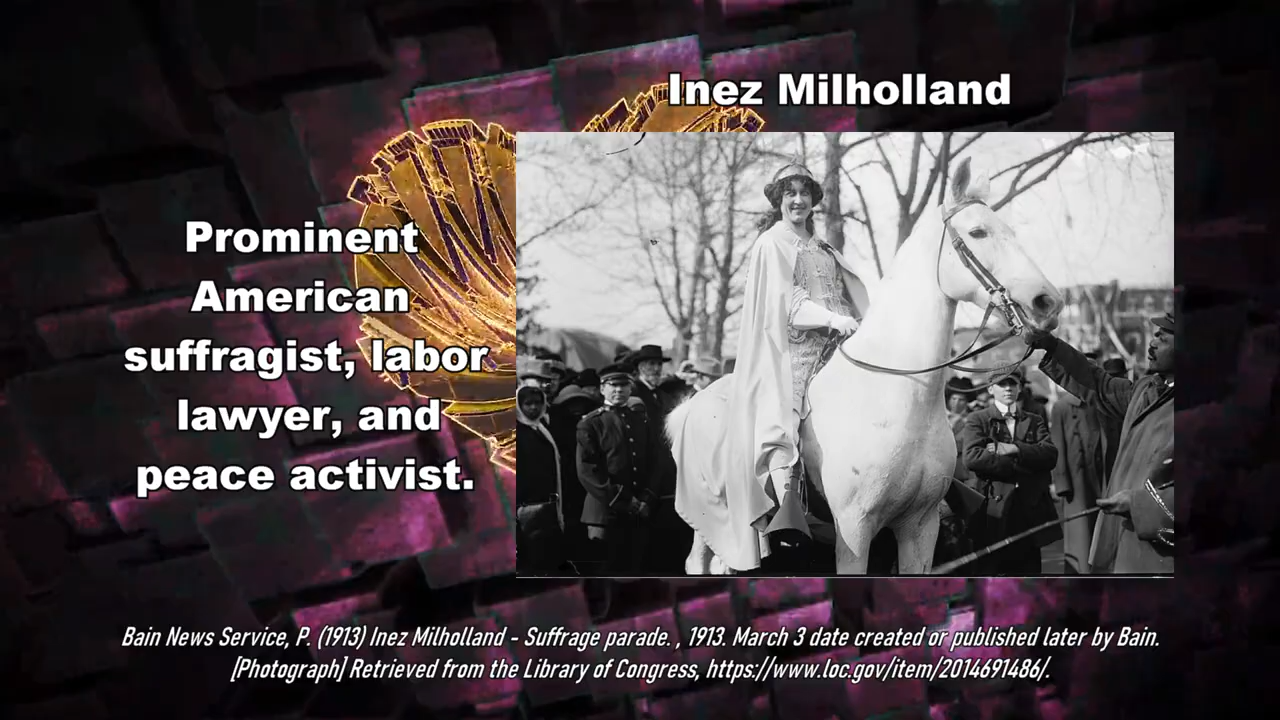 Inez Milholland
Prominent
American
suffragist, labor
lawyer, and
peace activist.
Bain News Service, P. (1913) Inez Milholland - Suffrage parade. , 1913. March 3 date created or published later by Bain.
[Photograph] Retrieved from the Library of Congress, https://www.loc.gov/item/2014691486/.